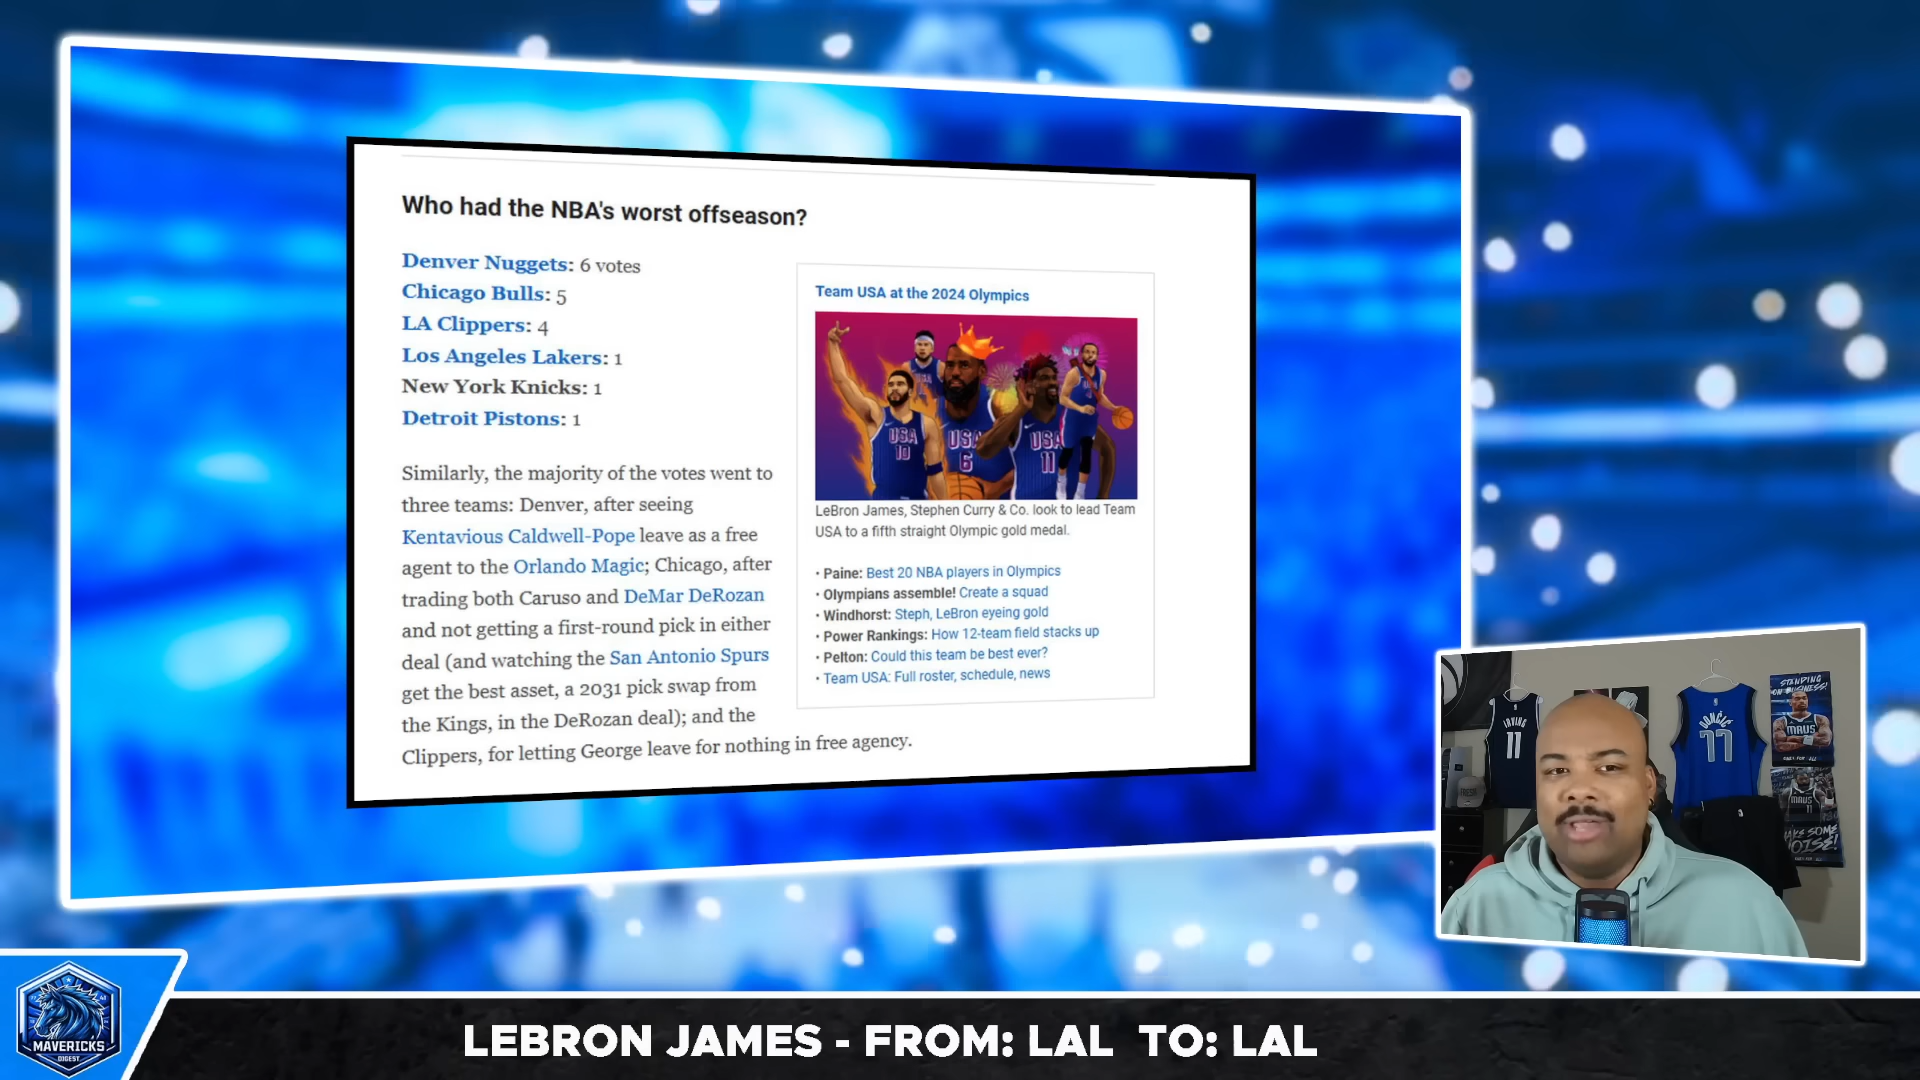 Who had the NBA's worst offseason?
Denver Nuggets: 6 votes
Chicago Bulls: 5
LA Clippers: 4
Los Angeles Lakers: 1
New York Knicks: 1
Detroit Pistons: 1
Similarly, the majority of the votes went to
three teams: Denver, after seeing
Kentavious Caldwell-Pope leave as a free
agent to the Orlando Magic; Chicago, after
trading both Caruso and DeMar DeRozan
and not getting a first-round pick in either
deal (and watching the San Antonio Spurs
get the best asset, a 2031 pick swap from
the Kings, in the DeRozan deal); and the
Clippers, for letting George leave for nothing in free agency.
Team USA at the 2024 Olympics
USA
10
USA
6
USA
11
LeBron James, Stephen Curry & Co. look to lead Team
USA to a fifth straight Olympic gold medal.
• Paine: Best 20 NBA players in Olympics
• Olympians assemble! Create a squad
• Windhorst: Steph, LeBron eyeing gold
• Power Rankings: How 12-team field stacks up
• Pelton: Could this team be best ever?
• Team USA: Full roster, schedule, news
IRVING
11
DONČIĆ
77
STANDING
ON BUSINESS!
MAVS
MAVS
11
MAKE SOME
NOISE!
MAVERICKS
DIGEST
LEBRON JAMES - FROM: LAL TO: LAL